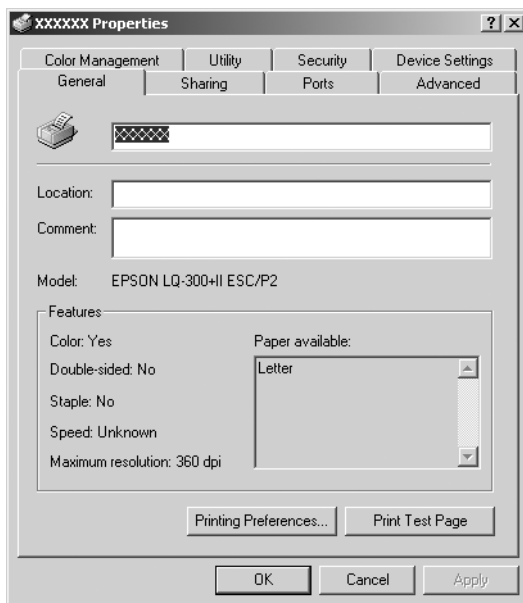 XXXXXX Properties
Color Management Utility Security Device Settings
General Sharing Ports Advanced
XXXXXX
Location:
Comment:
Model: EPSON LQ-300+II ESC/P2
Features
Color: Yes Paper available:
Double-sided: No Letter
Staple: No
Speed: Unknown
Maximum resolution: 360 dpi
Printing Preferences... Print Test Page
OK Cancel Apply